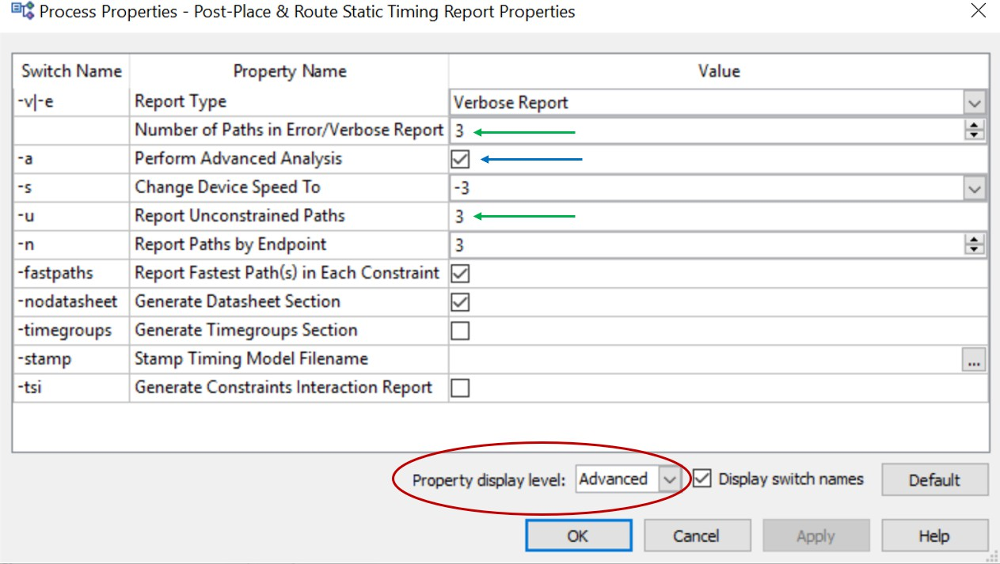 Process Properties - Post-Place & Route Static Timing Report Properties
Switch Name Property Name Value
-v|-e Report Type Verbose Report
Number of Paths in Error/Verbose Report 3
-a Perform Advanced Analysis
-s Change Device Speed To -3
-u Report Unconstrained Paths 3
-n Report Paths by Endpoint 3
-fastpaths Report Fastest Path(s) in Each Constraint
-nodatasheet Generate Datasheet Section
-timegroups Generate Timegroups Section
-stamp Stamp Timing Model Filename ...
-tsi Generate Constraints Interaction Report
Property display level: Advanced Display switch names Default
OK Cancel Apply Help